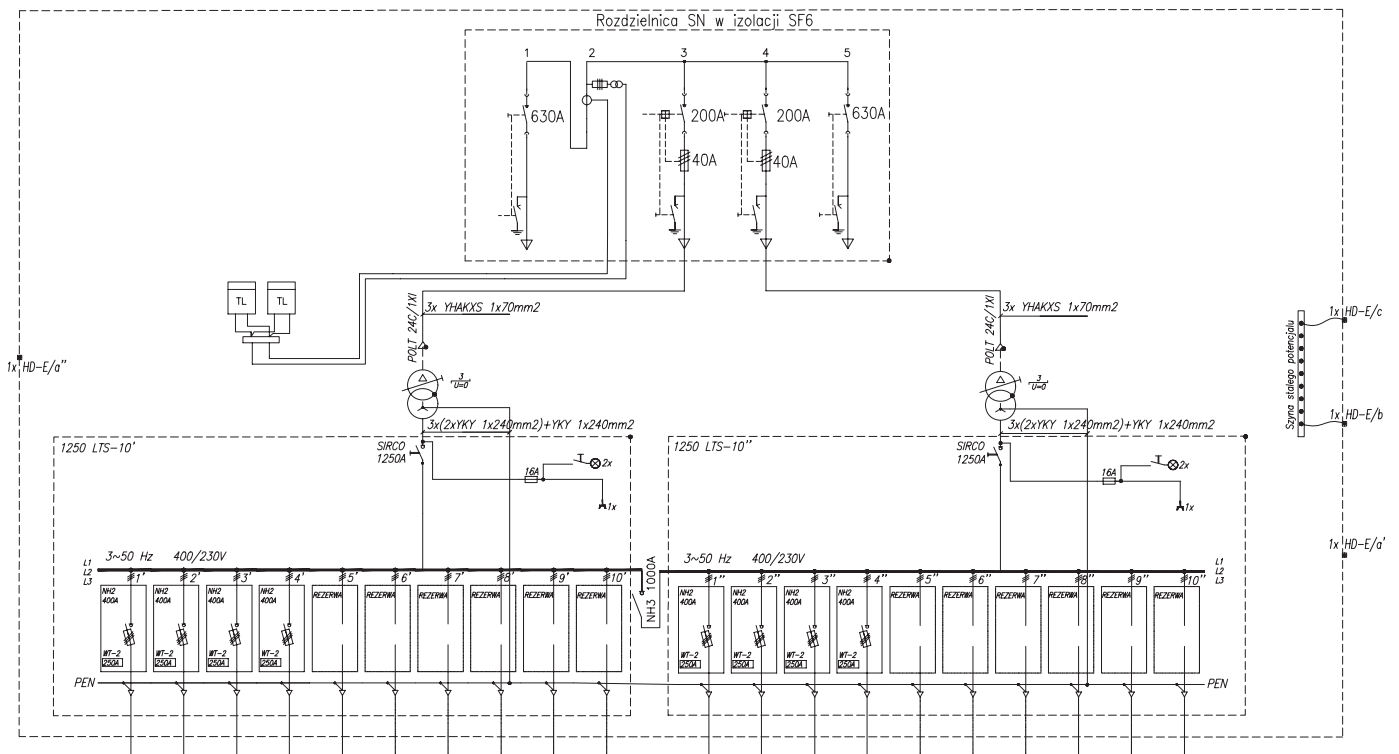 Rozdzielnica SN w izolacji SF6
1 2 3 4 5
630A 200A 200A 630A
40A 40A
TL TL
3x YHAKXS 1x70mm2
POLT 24C/1XI
3
U=0
3x(2xYKY 1x240mm2)+YKY 1x240mm2
3x YHAKXS 1x70mm2
POLT 24C/1XI
3
U=0
3x(2xYKY 1x240mm2)+YKY 1x240mm2
1x HD-E/a"
1x HD-E/c
Szyna stałego potencjału
1x HD-E/b
1x HD-E/a'
1250 LTS-10'
SIRCO
1250A
16A
2x
1x
3~50 Hz 400/230V
L1
L2
L3
1' 2' 3' 4' 5' 6' 7' 8' 9' 10'
NH2 NH2 NH2 NH2
400A 400A 400A 400A
REZERWA REZERWA REZERWA REZERWA REZERWA REZERWA
WT-2 WT-2 WT-2 WT-2
250A 250A 250A 250A
PEN
NH3 1000A
1250 LTS-10"
SIRCO
1250A
16A
2x
1x
3~50 Hz 400/230V
L1
L2
L3
1" 2" 3" 4" 5" 6" 7" 8" 9" 10"
NH2 NH2 NH2 NH2
400A 400A 400A 400A
REZERWA REZERWA REZERWA REZERWA REZERWA REZERWA
WT-2 WT-2 WT-2 WT-2
250A 250A 250A 250A
PEN